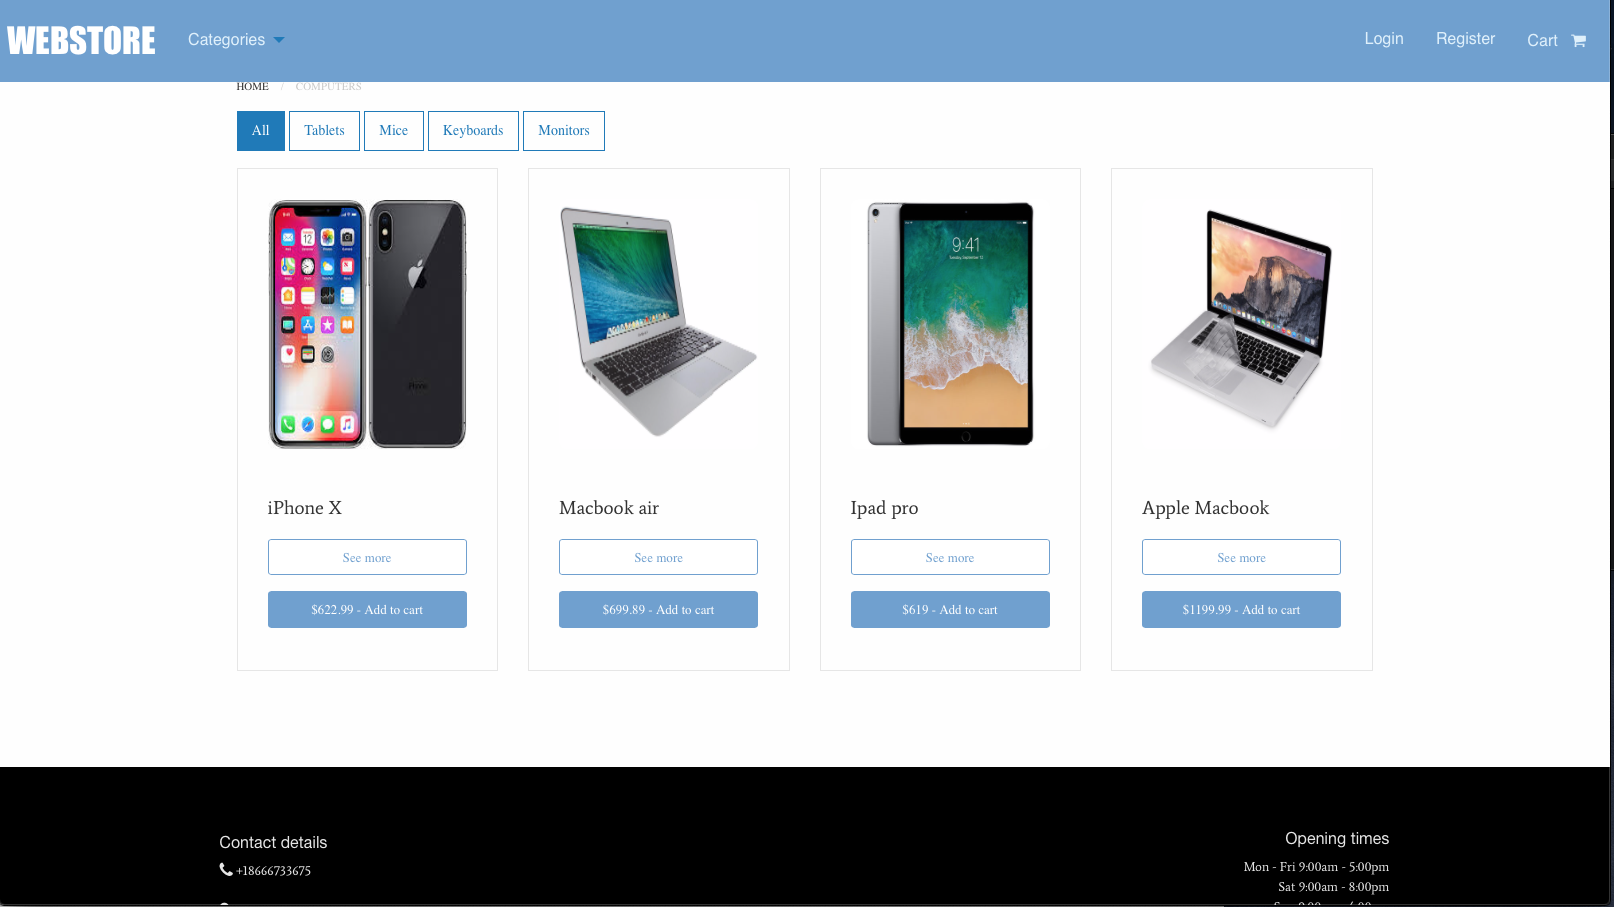 WEBSTORE Categories Login Register Cart
HOME / COMPUTERS
All Tablets Mice Keyboards Monitors
9:41
iPhone X Macbook air Ipad pro Apple Macbook
See more See more See more See more
$622.99 - Add to cart $699.89 - Add to cart $619 - Add to cart $1199.99 - Add to cart
Contact details
+18666733675
Opening times
Mon - Fri 9:00am - 5:00pm
Sat 9:00am - 8:00pm